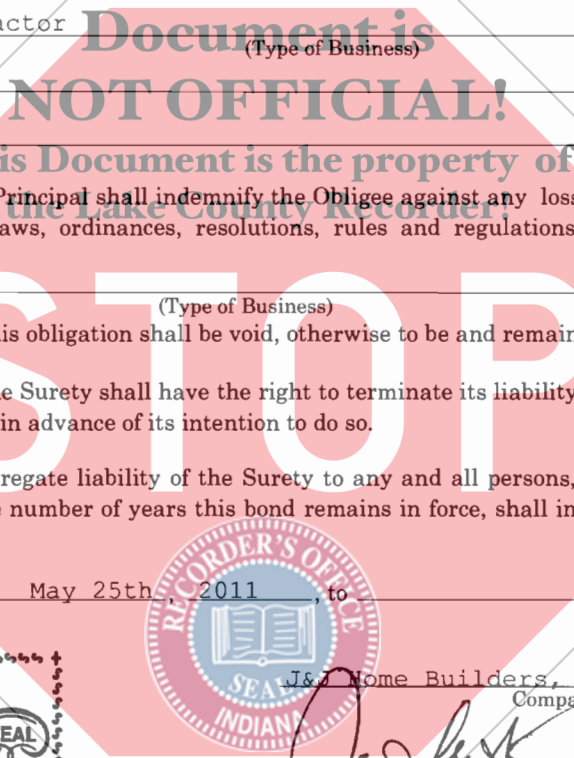 actor
Document is
(Type of Business)
NOT OFFICIAL!
is Document is the property of
Principal shall indemnify the Obligee against any loss
the Lake County Recorder!
aws, ordinances, resolutions, rules and regulations
STOP
(Type of Business)
is obligation shall be void, otherwise to be and remain
e Surety shall have the right to terminate its liability
in advance of its intention to do so.
regate liability of the Surety to any and all persons,
e number of years this bond remains in force, shall in
May 25th, 2011, to
RECORDER'S OFFICE
SEAL
INDIANA
J&J Home Builders,
Compa
EAL